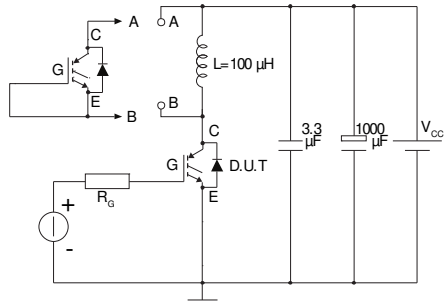 A A
C
G
L=100 µH
E
B B
C
3.3 µF
1000 µF
V_CC
G
D.U.T
E
R_G
+
-